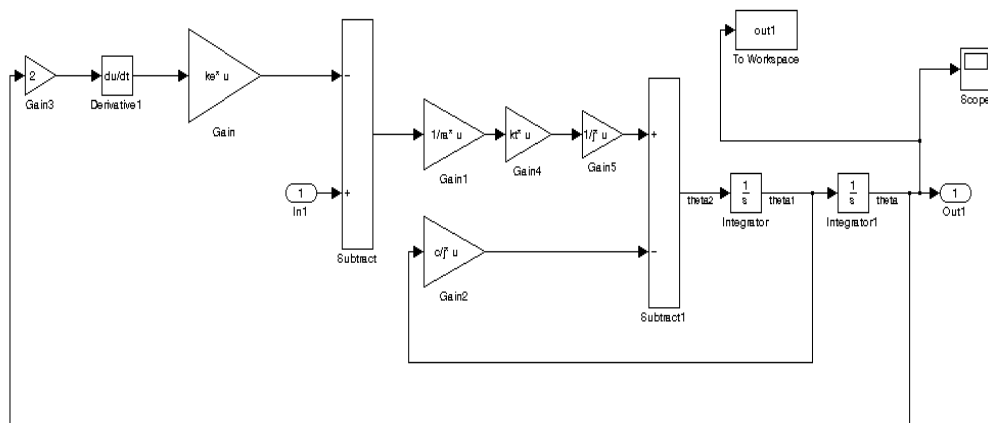 out1
To Workspace
Scope
2
Gain3
du/dt
Derivative1
ke* u
Gain
−
+
Subtract
1
In1
1/ra* u
Gain1
kt* u
Gain4
1/j* u
Gain5
c/j* u
Gain2
+
−
Subtract1
theta2
1
s
Integrator
theta1
1
s
Integrator1
theta
1
Out1